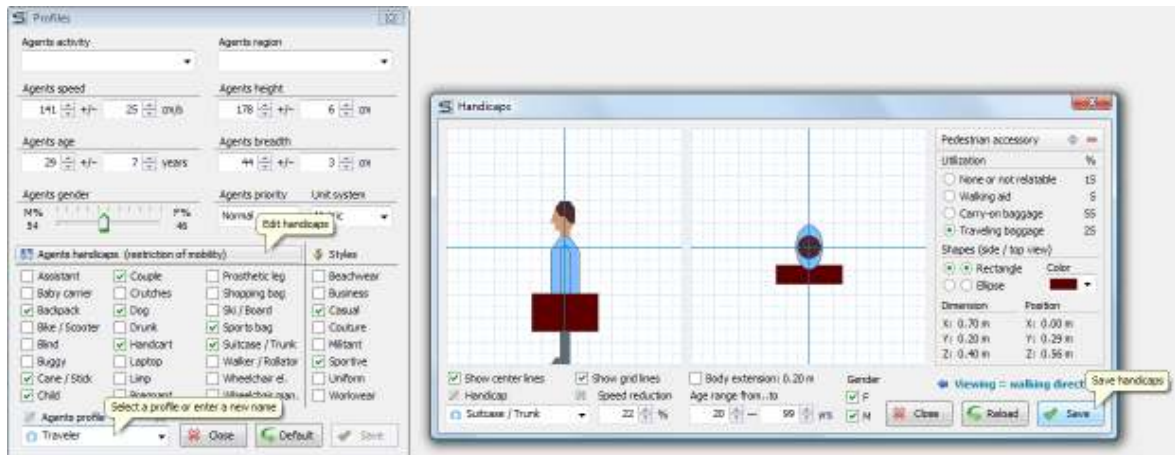 Profiles
Agents activity Agents region
Agents speed Agents height
141 +/- 25 cm/s 178 +/- 6 cm
Agents age Agents breadth
29 +/- 7 years 44 +/- 3 cm
Agents gender Agents priority Unit system
M% F% Normal
54 46
Edit handicaps
Agents handicaps (restriction of mobility) Styles
Assistant Couple Prosthetic leg Beachwear
Baby carrier Crutches Shopping bag Business
Backpack Dog Ski / Board Casual
Bike / Scooter Drunk Sports bag Couture
Blind Handcart Suitcase / Trunk Militant
Buggy Laptop Walker / Rollator Sportive
Cane / Stick Limp Wheelchair el. Uniform
Child Pregnant Wheelchair man. Workwear
Agents profile
Select a profile or enter a new name
Traveler Close Default Save
Handicaps
Pedestrian accessory
Utilization %
None or not relatable 15
Walking aid 5
Carry-on baggage 55
Traveling baggage 25
Shapes (side / top view)
Rectangle Color
Ellipse
Dimension Position
X: 0.70 m X: 0.00 m
Y: 0.20 m Y: 0.29 m
Z: 0.40 m Z: 0.56 m
Show center lines Show grid lines Body extension: 0.20 m Gender
Viewing = walking direct
Save handicaps
Handicap Speed reduction Age range from..to F
Suitcase / Trunk 22 % 20 — 99 yrs M Close Reload Save